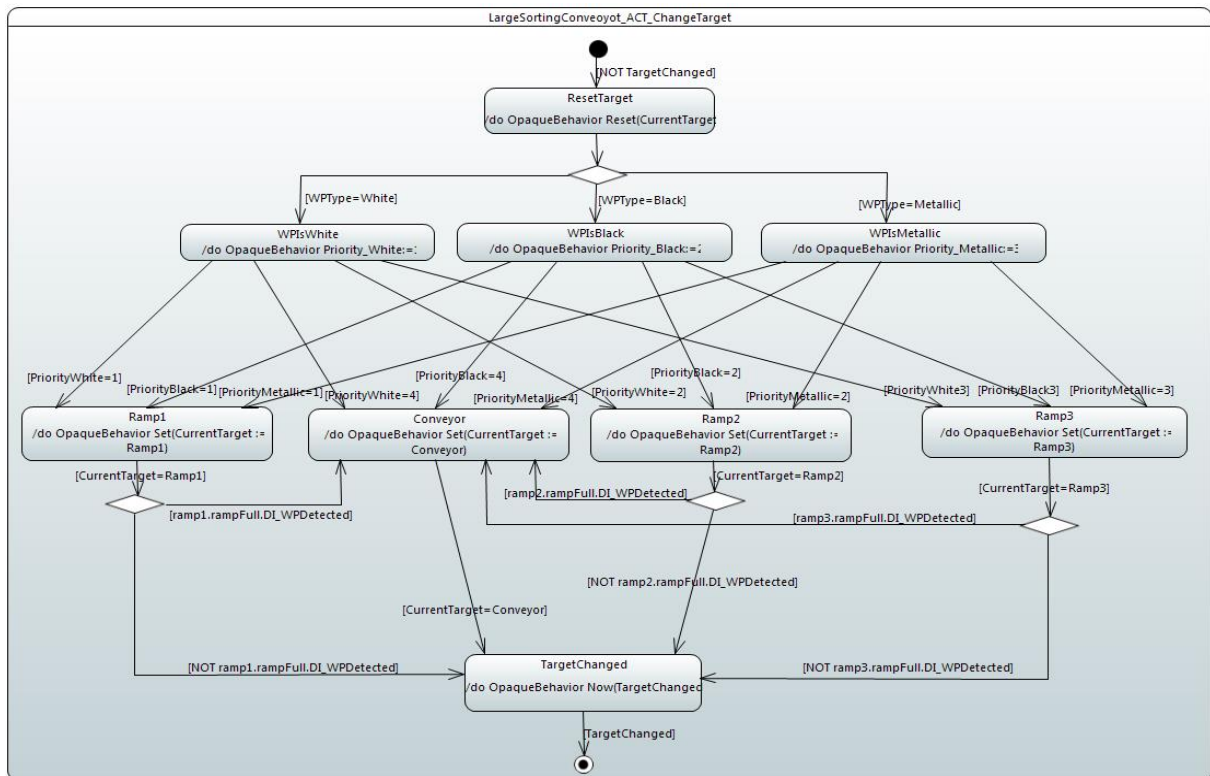 LargeSortingConveoyot_ACT_ChangeTarget
[NOT TargetChanged]
ResetTarget
/do OpaqueBehavior Reset(CurrentTarget
[WPType=White]
[WPType=Black]
[WPType=Metallic]
WPIsWhite
/do OpaqueBehavior Priority_White:=
WPIsBlack
/do OpaqueBehavior Priority_Black:=2
WPIsMetallic
/do OpaqueBehavior Priority_Metallic:=3
[PriorityWhite=1]
[PriorityBlack=1]
[PriorityMetallic=1]
[PriorityWhite=4]
[PriorityBlack=4]
[PriorityMetallic=4]
[PriorityWhite=2]
[PriorityBlack=2]
[PriorityMetallic=2]
[PriorityWhite3]
[PriorityBlack3]
[PriorityMetallic=3]
Ramp1
/do OpaqueBehavior Set(CurrentTarget :=
Ramp1)
Conveyor
/do OpaqueBehavior Set(CurrentTarget :=
Conveyor)
Ramp2
/do OpaqueBehavior Set(CurrentTarget :=
Ramp2)
Ramp3
/do OpaqueBehavior Set(CurrentTarget :=
Ramp3)
[CurrentTarget=Ramp1]
[CurrentTarget=Ramp2]
[CurrentTarget=Ramp3]
[ramp1.rampFull.DI_WPDetected]
[ramp2.rampFull.DI_WPDetected]
[ramp3.rampFull.DI_WPDetected]
[NOT ramp2.rampFull.DI_WPDetected]
[CurrentTarget=Conveyor]
[NOT ramp1.rampFull.DI_WPDetected]
[NOT ramp3.rampFull.DI_WPDetected]
TargetChanged
/do OpaqueBehavior Now(TargetChanged
[TargetChanged]